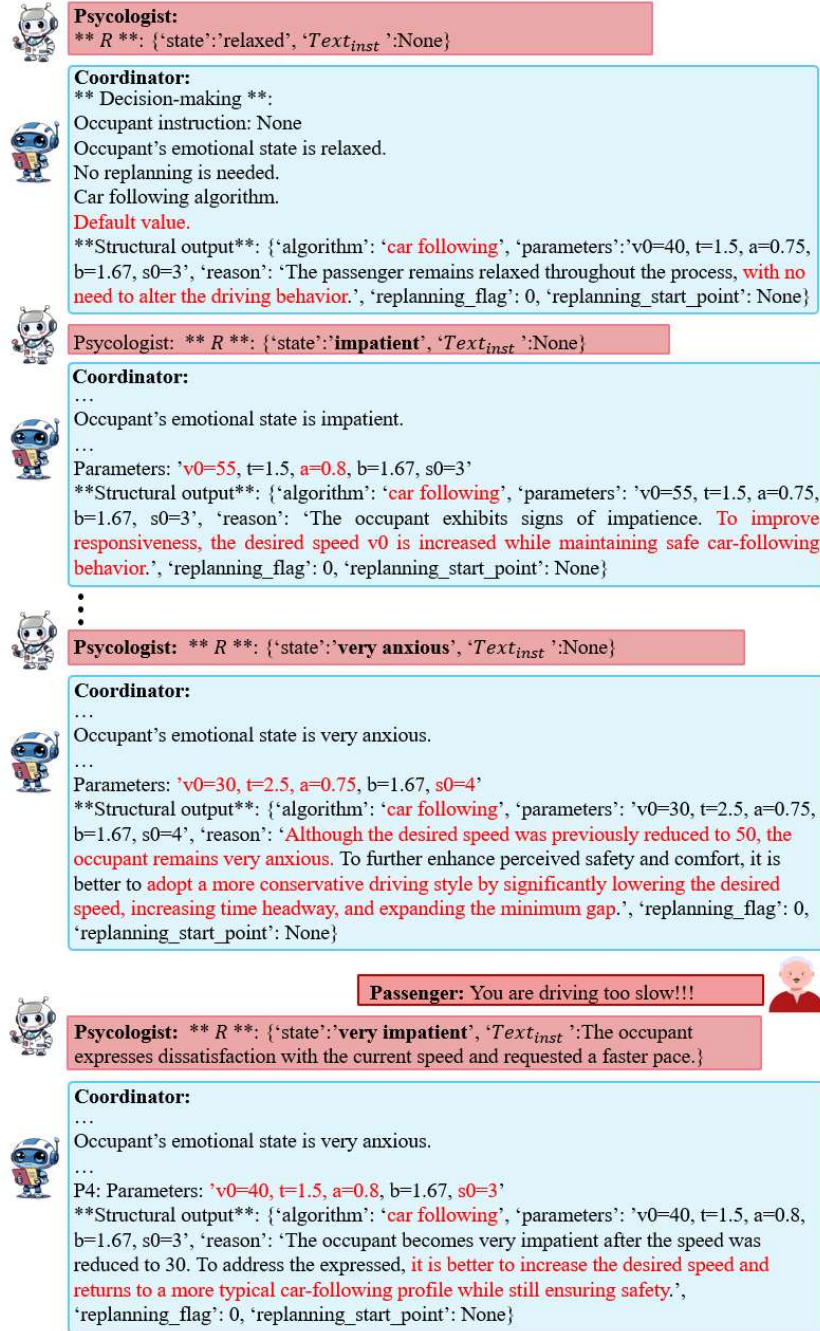 Psycologist:
** R **: {‘state’:’relaxed’, ‘Text_inst ’:None}
Coordinator:
** Decision-making **:
Occupant instruction: None
Occupant’s emotional state is relaxed.
No replanning is needed.
Car following algorithm.
Default value.
**Structural output**: {‘algorithm’: ‘car following’, ‘parameters’:’v0=40, t=1.5, a=0.75,
b=1.67, s0=3’, ‘reason’: ‘The passenger remains relaxed throughout the process, with no
need to alter the driving behavior.’, ‘replanning_flag’: 0, ‘replanning_start_point’: None}
Psycologist: ** R **: {‘state’:’impatient’, ‘Text_inst ’:None}
Coordinator:
…
Occupant’s emotional state is impatient.
…
Parameters: ’v0=55, t=1.5, a=0.8, b=1.67, s0=3’
**Structural output**: {‘algorithm’: ‘car following’, ‘parameters’: ’v0=55, t=1.5, a=0.75,
b=1.67, s0=3’, ‘reason’: ‘The occupant exhibits signs of impatience. To improve
responsiveness, the desired speed v0 is increased while maintaining safe car-following
behavior.’, ‘replanning_flag’: 0, ‘replanning_start_point’: None}
Psycologist: ** R **: {‘state’:’very anxious’, ‘Text_inst ’:None}
Coordinator:
…
Occupant’s emotional state is very anxious.
…
Parameters: ’v0=30, t=2.5, a=0.75, b=1.67, s0=4’
**Structural output**: {‘algorithm’: ‘car following’, ‘parameters’: ’v0=30, t=2.5, a=0.75,
b=1.67, s0=4’, ‘reason’: ‘Although the desired speed was previously reduced to 50, the
occupant remains very anxious. To further enhance perceived safety and comfort, it is
better to adopt a more conservative driving style by significantly lowering the desired
speed, increasing time headway, and expanding the minimum gap.’, ‘replanning_flag’: 0,
‘replanning_start_point’: None}
Passenger: You are driving too slow!!!
Psycologist: ** R **: {‘state’:’very impatient’, ‘Text_inst ’:The occupant
expresses dissatisfaction with the current speed and requested a faster pace.}
Coordinator:
…
Occupant’s emotional state is very anxious.
…
P4: Parameters: ’v0=40, t=1.5, a=0.8, b=1.67, s0=3’
**Structural output**: {‘algorithm’: ‘car following’, ‘parameters’: ’v0=40, t=1.5, a=0.8,
b=1.67, s0=3’, ‘reason’: ‘The occupant becomes very impatient after the speed was
reduced to 30. To address the expressed, it is better to increase the desired speed and
returns to a more typical car-following profile while still ensuring safety.’,
‘replanning_flag’: 0, ‘replanning_start_point’: None}